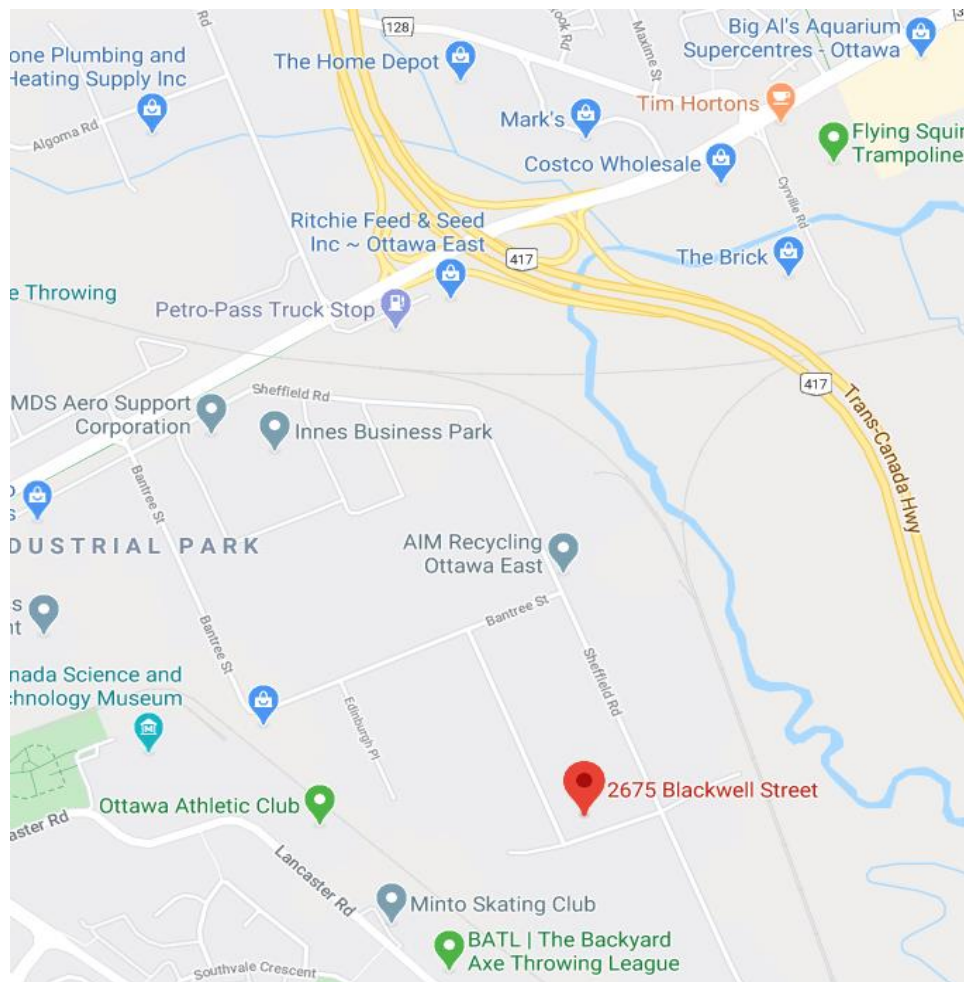 128
Maxime St
Big Al's Aquarium
Supercentres - Ottawa
one Plumbing and
Heating Supply Inc
The Home Depot
Tim Hortons
Mark's
Algoma Rd
Flying Squir
Trampoline
Costco Wholesale
Cyrville Rd
Ritchie Feed & Seed
Inc ~ Ottawa East
417
The Brick
e Throwing
Petro-Pass Truck Stop
417
Trans-Canada Hwy
Sheffield Rd
MDS Aero Support
Corporation
Innes Business Park
Bantree St
DUSTRIAL PARK
AIM Recycling
Ottawa East
Bantree St
Bantree St
Sheffield Rd
nada Science and
chnology Museum
Edinburgh Pl
2675 Blackwell Street
Ottawa Athletic Club
aster Rd
Lancaster Rd
Minto Skating Club
BATL | The Backyard
Axe Throwing League
Southvale Crescent